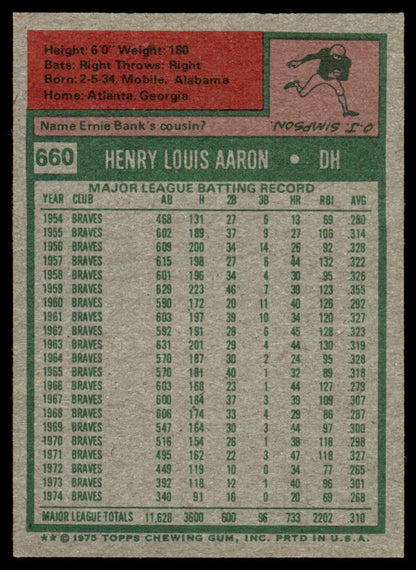 Height: 6'0" Weight: 180
Bats: Right Throws: Right
Born: 2-5-34, Mobile, Alabama
Home: Atlanta, Georgia
Name Ernie Bank's cousin?
O.J. SIMPSON.
660 HENRY LOUIS AARON • DH
MAJOR LEAGUE BATTING RECORD
YEAR CLUB AB H 2B 3B HR RBI AVG
1954 BRAVES 468 131 27 6 13 69 .280
1955 BRAVES 602 189 37 9 27 106 .314
1956 BRAVES 609 200 34 14 26 92 .328
1957 BRAVES 615 198 27 6 44 132 .322
1958 BRAVES 601 196 34 4 30 95 .326
1959 BRAVES 629 223 46 7 39 123 .355
1960 BRAVES 590 172 20 11 40 126 .292
1961 BRAVES 603 197 39 10 34 120 .327
1962 BRAVES 592 191 28 6 45 128 .323
1963 BRAVES 631 201 29 4 44 130 .319
1964 BRAVES 570 187 30 2 24 95 .328
1965 BRAVES 570 181 40 1 32 89 .318
1966 BRAVES 603 168 23 1 44 127 .279
1967 BRAVES 600 184 37 3 39 109 .307
1968 BRAVES 606 174 33 4 29 86 .287
1969 BRAVES 547 164 30 3 44 97 .300
1970 BRAVES 516 154 26 1 38 118 .298
1971 BRAVES 495 162 22 3 47 118 .327
1972 BRAVES 449 119 10 0 34 77 .265
1973 BRAVES 392 118 12 1 40 96 .301
1974 BRAVES 340 91 16 0 20 69 .268
MAJOR LEAGUE TOTALS 11,628 3600 600 96 733 2202 .310
★★ © 1975 TOPPS CHEWING GUM, INC. PRTD IN U.S.A.